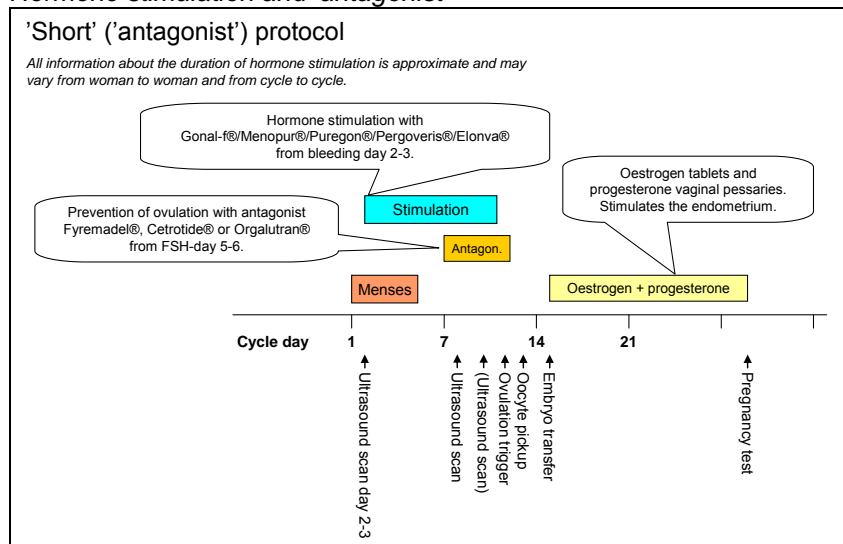 ’Short’ (’antagonist’) protocol
All information about the duration of hormone stimulation is approximate and may
vary from woman to woman and from cycle to cycle.
Hormone stimulation with
Gonal-f®/Menopur®/Puregon®/Pergoveris®/Elonva®
from bleeding day 2-3.
Oestrogen tablets and
progesterone vaginal pessaries.
Stimulates the endometrium.
Stimulation
Prevention of ovulation with antagonist
Fyremadel®, Cetrotide® or Orgalutran®
from FSH-day 5-6.
Antagon.
Menses
Oestrogen + progesterone
Cycle day 1 7 14 21
Ultrasound scan day 2-3
Ultrasound scan
(Ultrasound scan)
Ovulation trigger
Oocyte pickup
Embryo transfer
Pregnancy test